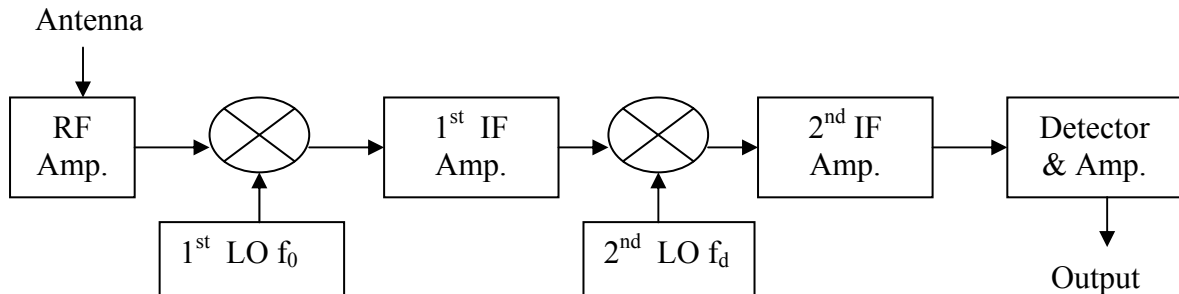 Antenna
RF
Amp.
1st IF
Amp.
2nd IF
Amp.
Detector
& Amp.
1st LO f0
2nd LO fd
Output